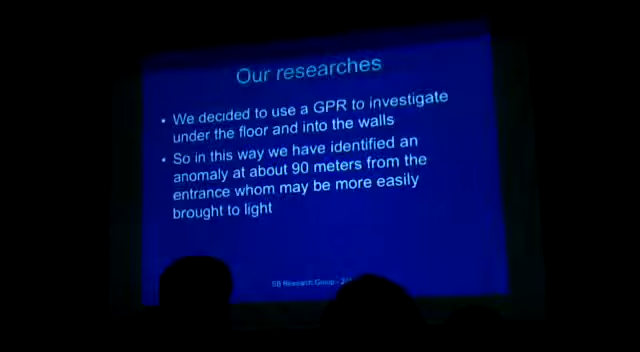 Our researches
• We decided to use a GPR to investigate
under the floor and into the walls
• So in this way we have identified an
anomaly at about 90 meters from the
entrance whom may be more easily
brought to light
SB Research Group -